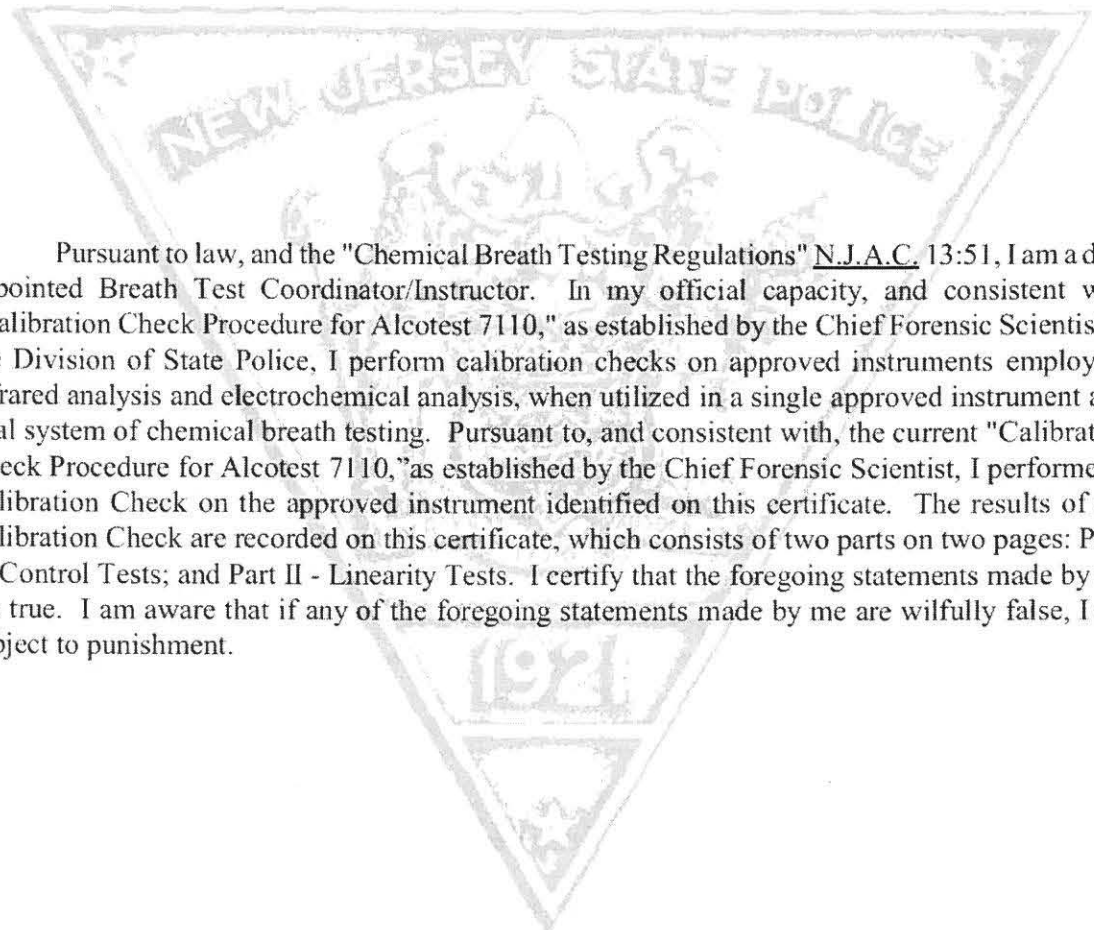 NEW JERSEY STATE POLICE
Pursuant to law, and the "Chemical Breath Testing Regulations" N.J.A.C. 13:51, I am a d
pointed Breath Test Coordinator/Instructor. In my official capacity, and consistent w
alibration Check Procedure for Alcotest 7110," as established by the Chief Forensic Scientis
e Division of State Police, I perform calibration checks on approved instruments employ
rared analysis and electrochemical analysis, when utilized in a single approved instrument a
al system of chemical breath testing. Pursuant to, and consistent with, the current "Calibrat
eck Procedure for Alcotest 7110," as established by the Chief Forensic Scientist, I performe
libration Check on the approved instrument identified on this certificate. The results of
libration Check are recorded on this certificate, which consists of two parts on two pages: P
Control Tests; and Part II - Linearity Tests. I certify that the foregoing statements made by
true. I am aware that if any of the foregoing statements made by me are wilfully false, I
bject to punishment.
1921